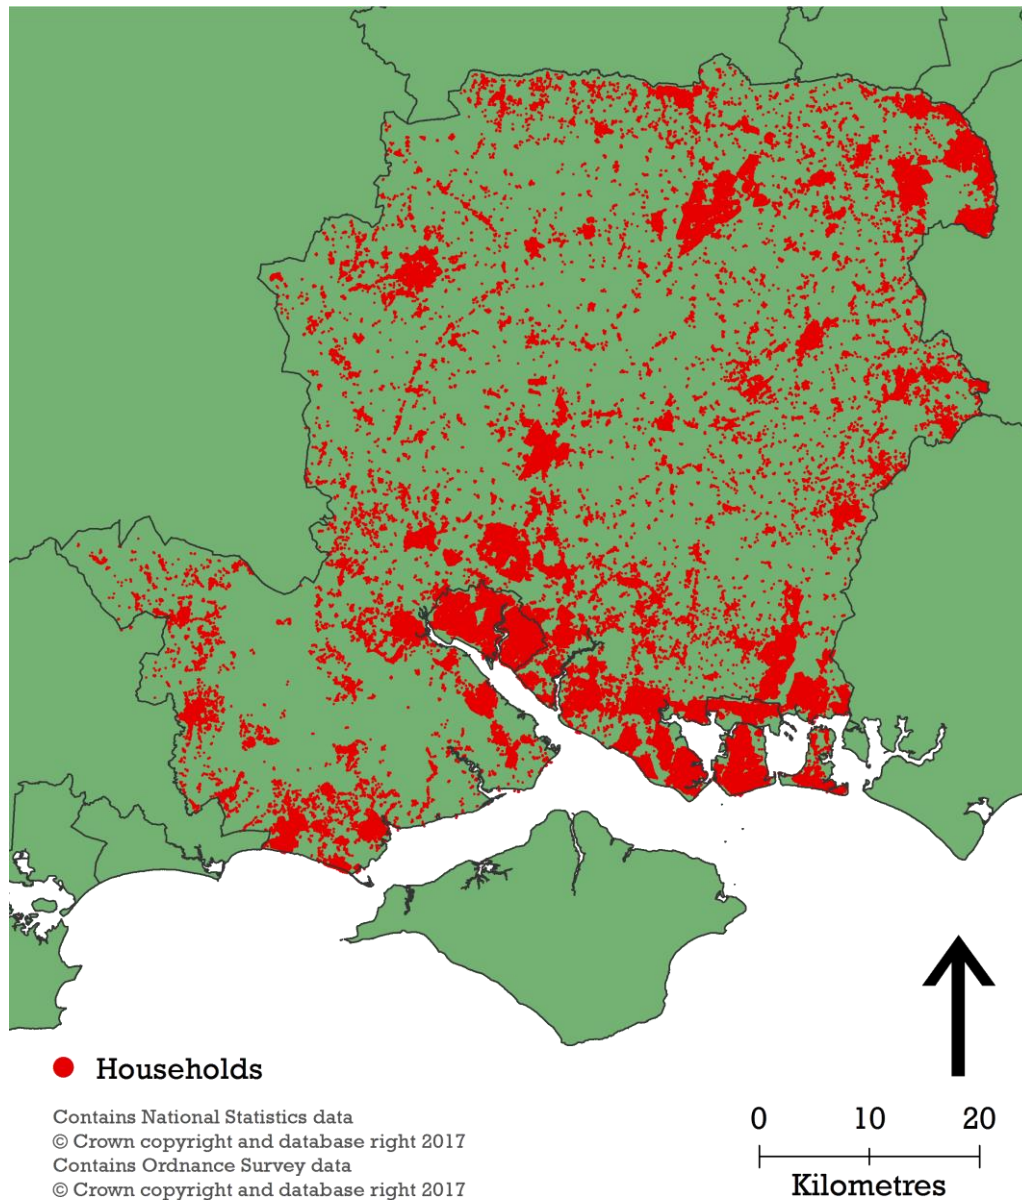 Households
Contains National Statistics data
© Crown copyright and database right 2017
Contains Ordnance Survey data
© Crown copyright and database right 2017
0 10 20
Kilometres